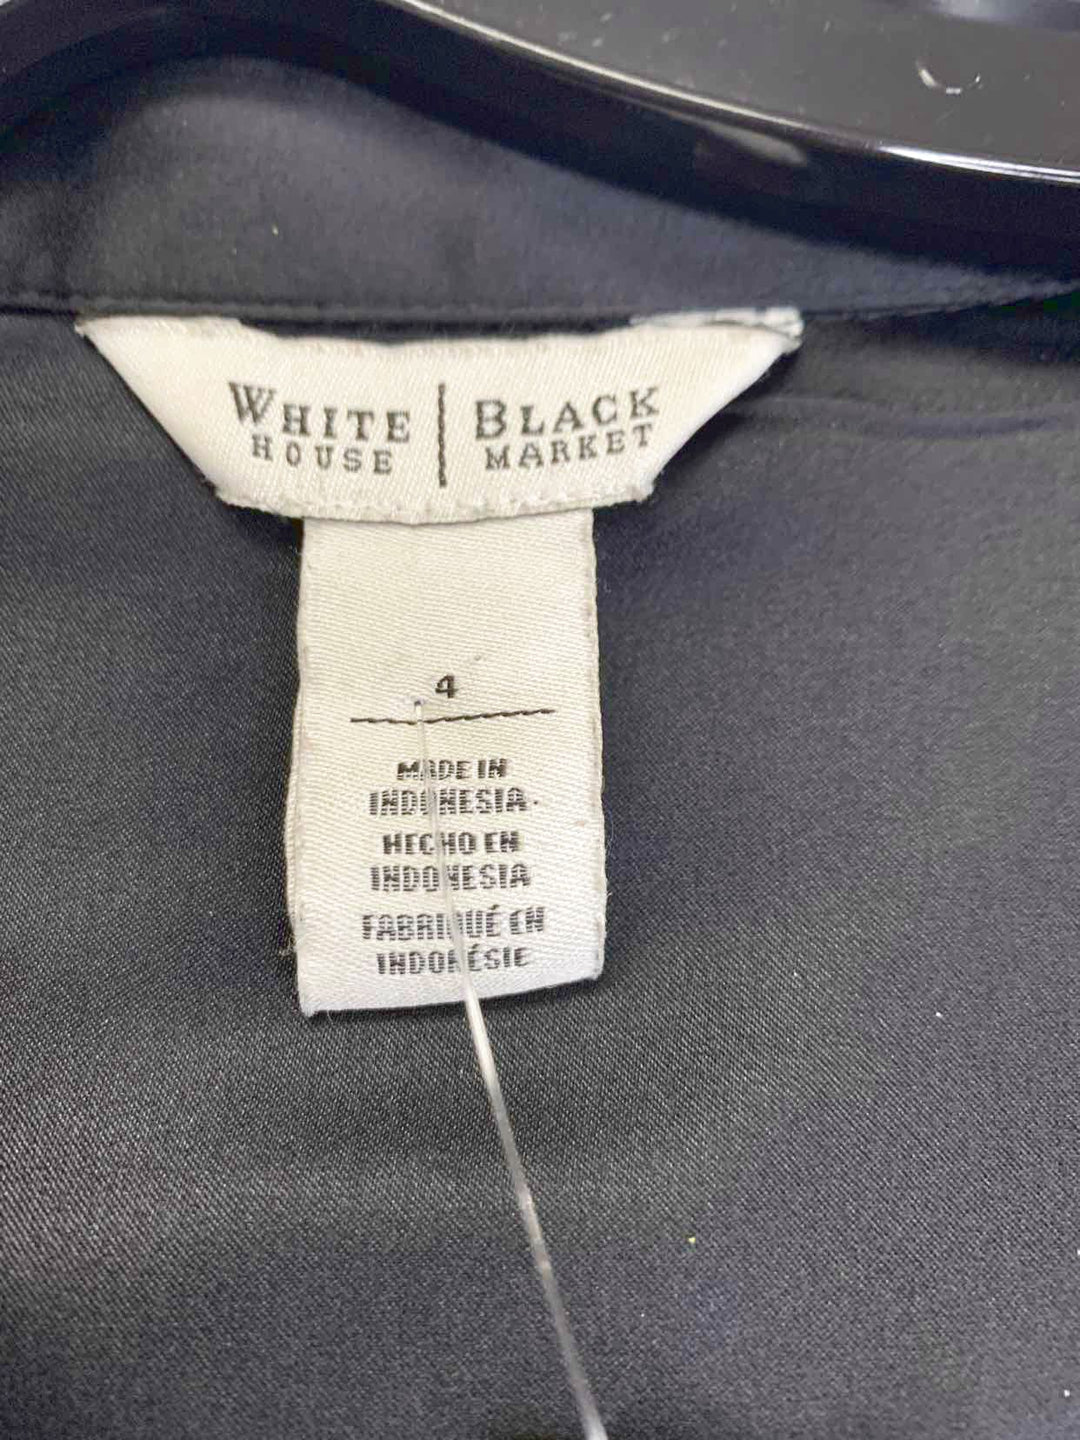 WHITE | BLACK
HOUSE | MARKET
4
MADE IN
INDONESIA
HECHO EN
INDONESIA
FABRIQUÉ EN
INDONÉSIE